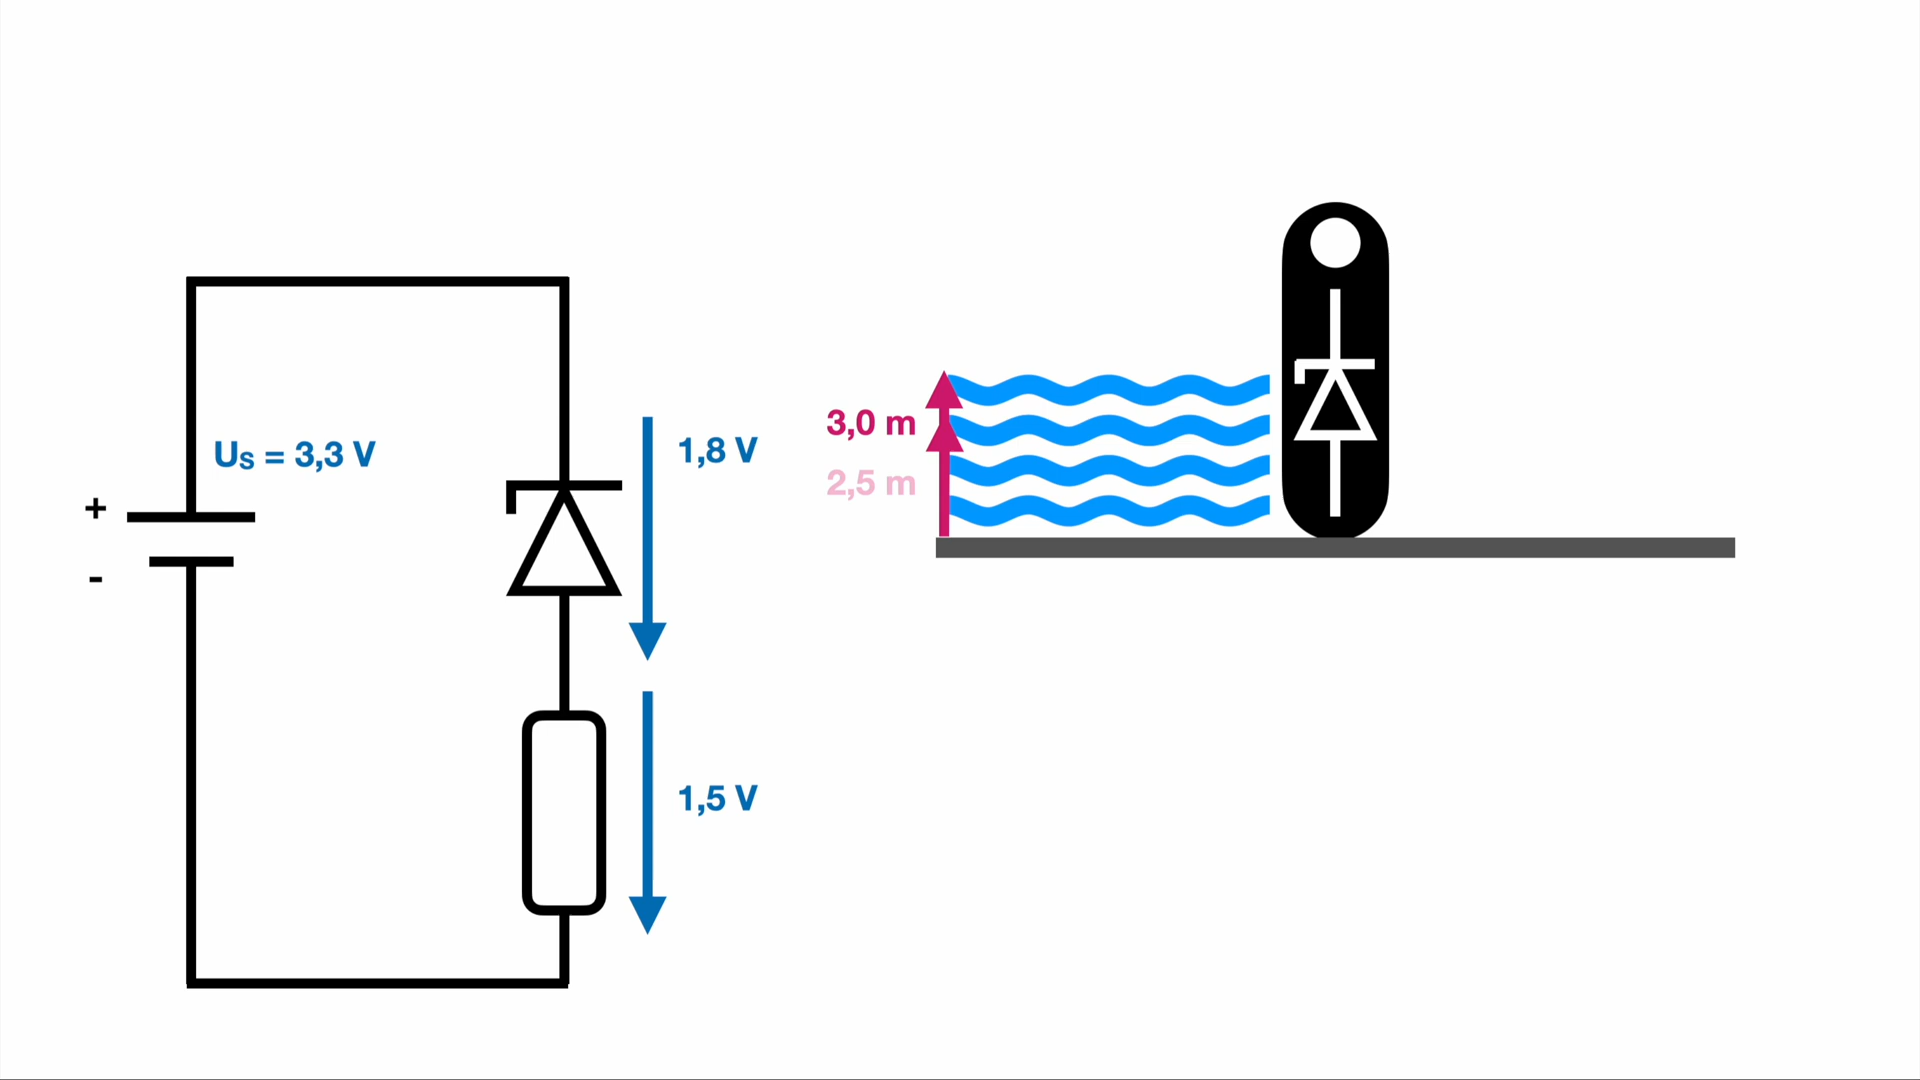 US = 3,3 V
+
-
1,8 V
1,5 V
3,0 m
2,5 m